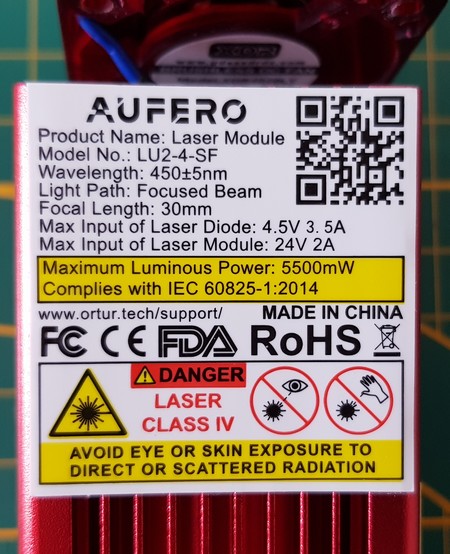 AUFERO
Product Name: Laser Module
Model No.: LU2-4-SF
Wavelength: 450±5nm
Light Path: Focused Beam
Focal Length: 30mm
Max Input of Laser Diode: 4.5V 3. 5A
Max Input of Laser Module: 24V 2A
Maximum Luminous Power: 5500mW
Complies with IEC 60825-1:2014
www.ortur.tech/support/ MADE IN CHINA
FC CE FDA RoHS
DANGER
LASER
CLASS IV
AVOID EYE OR SKIN EXPOSURE TO
DIRECT OR SCATTERED RADIATION